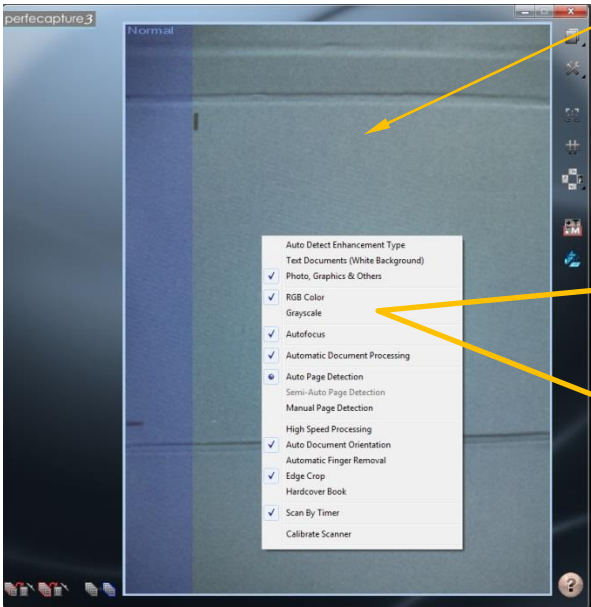 perfecapture3
Normal
Auto Detect Enhancement Type
Text Documents (White Background)
Photo, Graphics & Others
RGB Color
Grayscale
Autofocus
Automatic Document Processing
Auto Page Detection
Semi-Auto Page Detection
Manual Page Detection
High Speed Processing
Auto Document Orientation
Automatic Finger Removal
Edge Crop
Hardcover Book
Scan By Timer
Calibrate Scanner
?